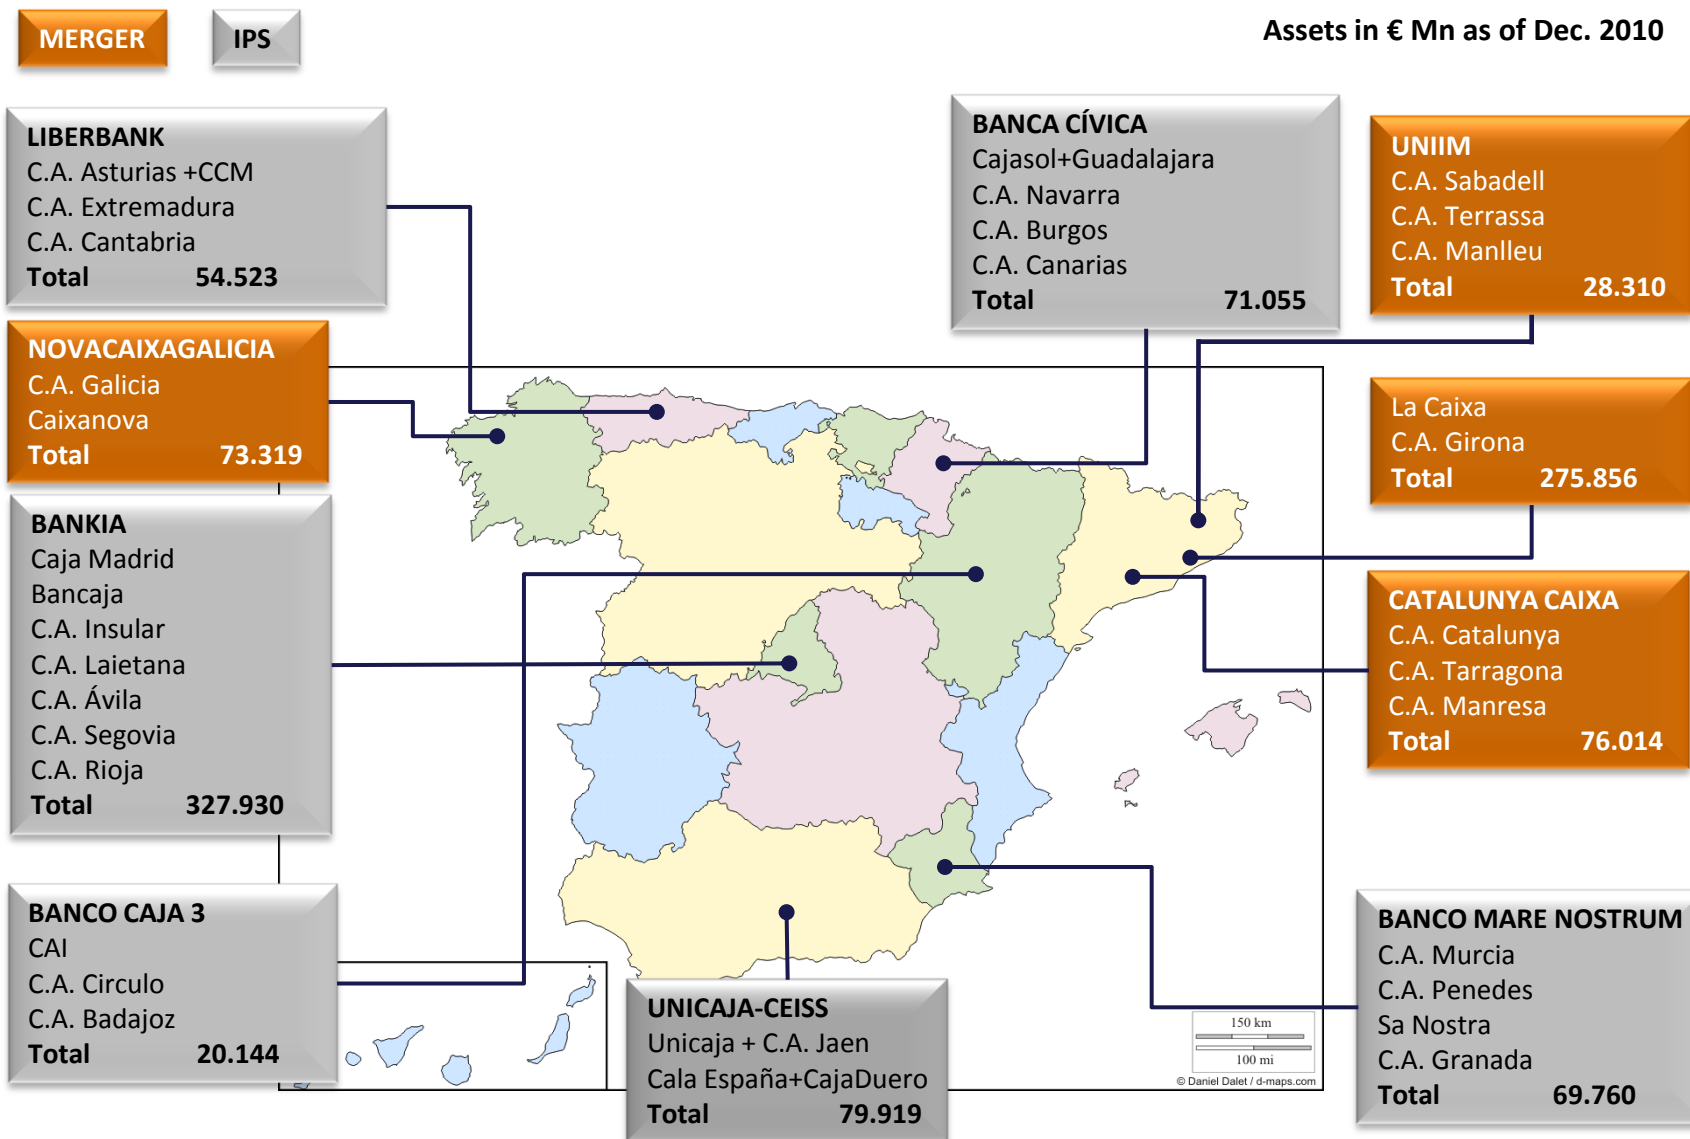 MERGER
IPS
Assets in € Mn as of Dec. 2010
LIBERBANK
C.A. Asturias +CCM
C.A. Extremadura
C.A. Cantabria
Total 54.523
BANCA CÍVICA
Cajasol+Guadalajara
C.A. Navarra
C.A. Burgos
C.A. Canarias
Total 71.055
UNIIM
C.A. Sabadell
C.A. Terrassa
C.A. Manlleu
Total 28.310
NOVACAIXAGALICIA
C.A. Galicia
Caixanova
Total 73.319
La Caixa
C.A. Girona
Total 275.856
BANKIA
Caja Madrid
Bancaja
C.A. Insular
C.A. Laietana
C.A. Ávila
C.A. Segovia
C.A. Rioja
Total 327.930
CATALUNYA CAIXA
C.A. Catalunya
C.A. Tarragona
C.A. Manresa
Total 76.014
BANCO CAJA 3
CAI
C.A. Circulo
C.A. Badajoz
Total 20.144
UNICAJA-CEISS
Unicaja + C.A. Jaen
Cala España+CajaDuero
Total 79.919
BANCO MARE NOSTRUM
C.A. Murcia
C.A. Penedes
Sa Nostra
C.A. Granada
Total 69.760
150 km
100 mi
© Daniel Dalet / d-maps.com